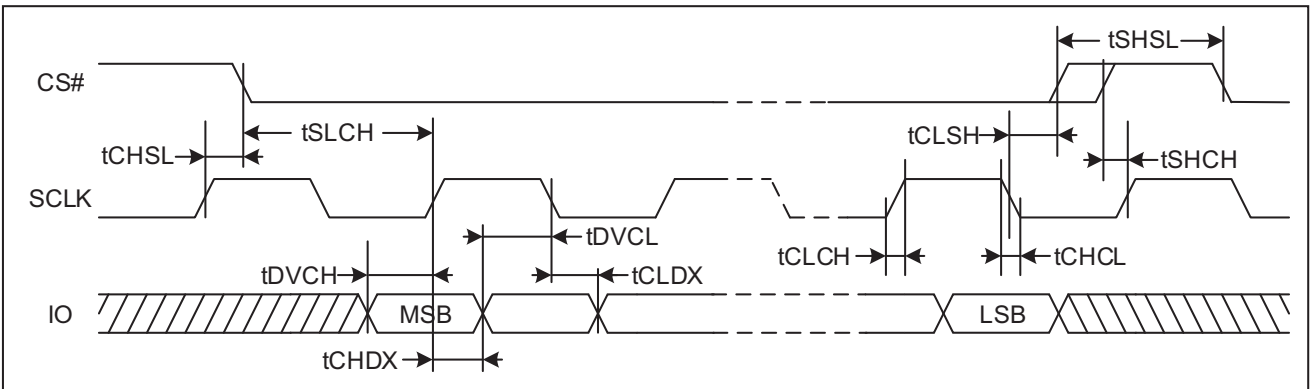 tSHSL
CS#
tSLCH
tCLSH
tCHSL
tSHCH
SCLK
tDVCL
tDVCH
tCLDX
tCLCH
tCHCL
IO
MSB
LSB
tCHDX